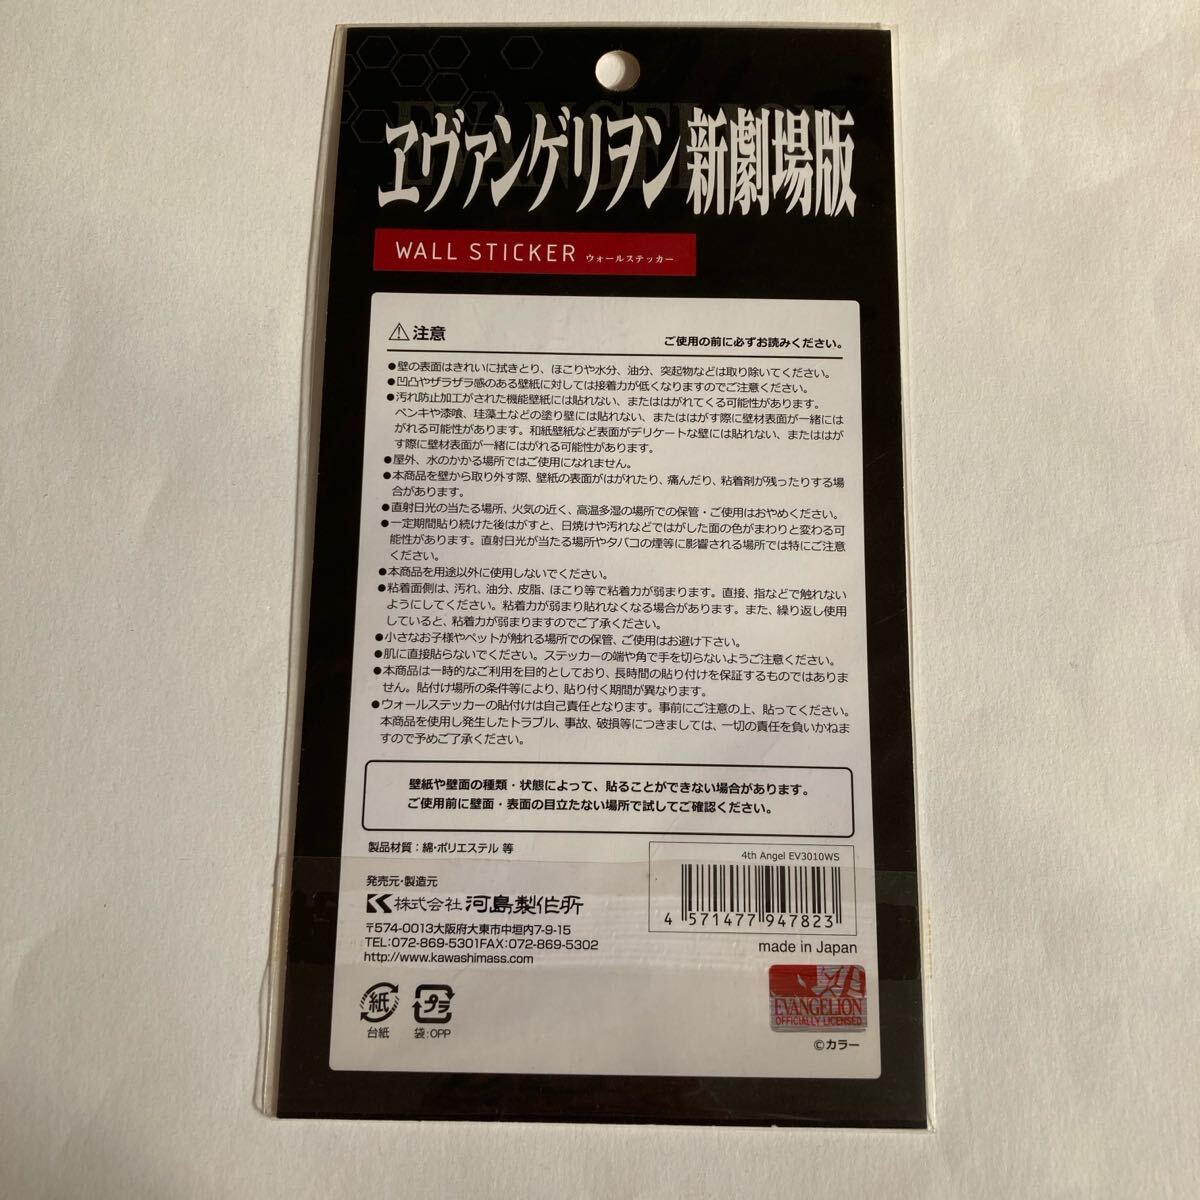 EVANGELION
ヱヴァンゲリヲン新劇場版
WALL STICKER ウォールステッカー
⚠注意
ご使用の前に必ずお読みください。
●壁の表面はきれいに拭きとり、ほこりや水分、油分、突起物などは取り除いてください。
●凹凸やザラザラ感のある壁紙に対しては接着力が低くなりますのでご注意ください。
●汚れ防止加工がされた機能壁紙には貼れない、またははがれてくる可能性があります。
ペンキや漆喰、珪藻土などの塗り壁には貼れない、またははがす際に壁材表面が一緒には
がれる可能性があります。和紙壁紙など表面がデリケートな壁には貼れない、またははが
す際に壁材表面が一緒にはがれる可能性があります。
●屋外、水のかかる場所ではご使用になれません。
●本商品を壁から取り外す際、壁紙の表面がはがれたり、痛んだり、粘着剤が残ったりする場
合があります。
●直射日光の当たる場所、火気の近く、高温多湿の場所での保管・ご使用はおやめください。
●一定期間貼り続けた後はがすと、日焼けや汚れなどではがした面の色がまわりと変わる可
能性があります。直射日光が当たる場所やタバコの煙等に影響される場所では特にご注意
ください。
●本商品を用途以外に使用しないでください。
●粘着面側は、汚れ、油分、皮脂、ほこり等で粘着力が弱まります。直接、指などで触れない
ようにしてください。粘着力が弱まり貼れなくなる場合があります。また、繰り返し使用
していると、粘着力が弱まりますのでご了承ください。
●小さなお子様やペットが触れる場所での保管、ご使用はお避け下さい。
●肌に直接貼らないでください。ステッカーの端や角で手を切らないようご注意ください。
●本商品は一時的なご利用を目的としており、長時間の貼り付けを保証するものではありま
せん。貼付け場所の条件等により、貼り付く期間が異なります。
●ウォールステッカーの貼付けは自己責任となります。事前にご注意の上、貼ってください。
本商品を使用し発生したトラブル、事故、破損等につきましては、一切の責任を負いかねま
すので予めご了承ください。
壁紙や壁面の種類・状態によって、貼ることができない場合があります。
ご使用前に壁面・表面の目立たない場所で試してご確認ください。
製品材質：綿・ポリエステル 等
4th Angel EV3010WS
4 571477 947823
made in Japan
発売元・製造元
株式会社 河島製作所
〒574-0013大阪府大東市中垣内7-9-15
TEL:072-869-5301FAX:072-869-5302
http://www.kawashimass.com
紙
台紙
プラ
袋:OPP
EVANGELION
OFFICIALLY LICENSED
©カラー